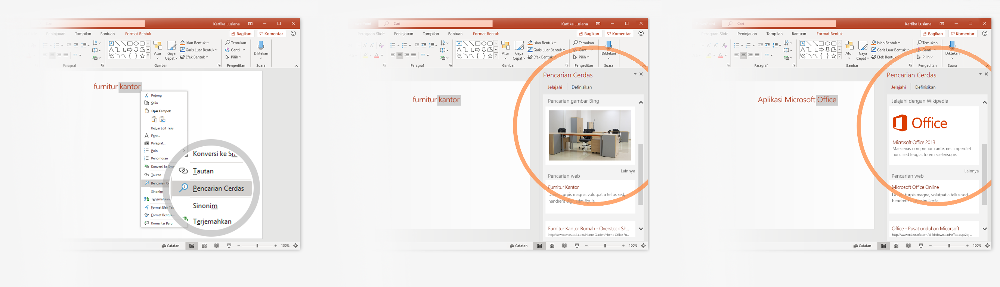 Cari
Kartika Lusiana
Peninjauan Tampilan Bantuan Format Bentuk
Bagikan Komentar
Atur
Gaya
Cepat
Isian Bentuk
Garis Luar Bentuk
Efek Bentuk
Temukan
Ganti
Pilih
Diktekan
Paragraf Gambar Pengeditan Suara
furnitur kantor
Potong
Salin
Opsi Tempel:
Keluar Edit Teks
Font...
Paragraf...
Poin
Penomoran
Konversi ke Sma
Tautan
Pencarian Ce
Sinonim
Terjemahkan
Format Efek Tek
Format Bentuk...
Komentar Baru
Konversi ke Sm
Tautan
Pencarian Cerdas
Sinonim
Terjemahkan
Catatan 100%
Cari
Kartika Lusiana
Peragaan Slide Peninjauan Tampilan Bantuan Format Bentuk
Bagikan Komentar
Atur
Gaya
Cepat
Isian Bentuk
Garis Luar Bentuk
Efek Bentuk
Temukan
Ganti
Pilih
Diktekan
Paragraf Gambar Pengeditan Suara
furnitur kantor
Pencarian Cerdas
Jelajahi Definisikan
Pencarian gambar Bing
Lainnya
Pencarian web
Furnitur Kantor
Donec turpis magna, volutpat a tellus sed,
hendrerit dignissim ligula.
Furnitur Kantor Rumah - Overstock Sh...
http://www.overstock.com/Home Garden/Home Office Fu...
Catatan 100%
Cari
Kartika Lusiana
Peragaan Slide Peninjauan Tampilan Bantuan Format Bentuk
Bagikan Komentar
Atur
Gaya
Cepat
Isian Bentuk
Garis Luar Bentuk
Efek Bentuk
Temukan
Ganti
Pilih
Diktekan
Paragraf Gambar Pengeditan Suara
Aplikasi Microsoft Office
Pencarian Cerdas
Jelajahi Definisikan
Jelajahi dengan Wikipedia
Office
Microsoft Office 2013
Maecenas non pretium ante, nec imperdiet
nunc sed feugiat lorem scelerisque.
Lainnya
Pencarian web
Microsoft Office Online
Donec turpis magna, volutpat a tellus sed,
hendrerit dignissim ligula.
Office - Pusat unduhan Micorsoft
http://www.microsoft.com/id-id/download/office.aspx2q-...
Catatan 100%